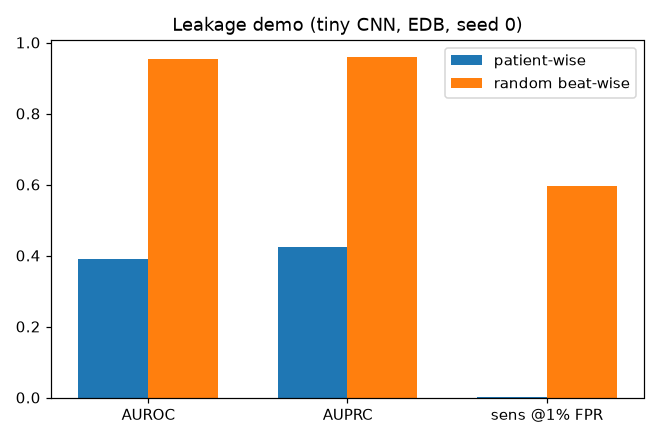 Leakage demo (tiny CNN, EDB, seed 0)
patient-wise
random beat-wise
1.0
0.8
0.6
0.4
0.2
0.0
AUROC
AUPRC
sens @1% FPR